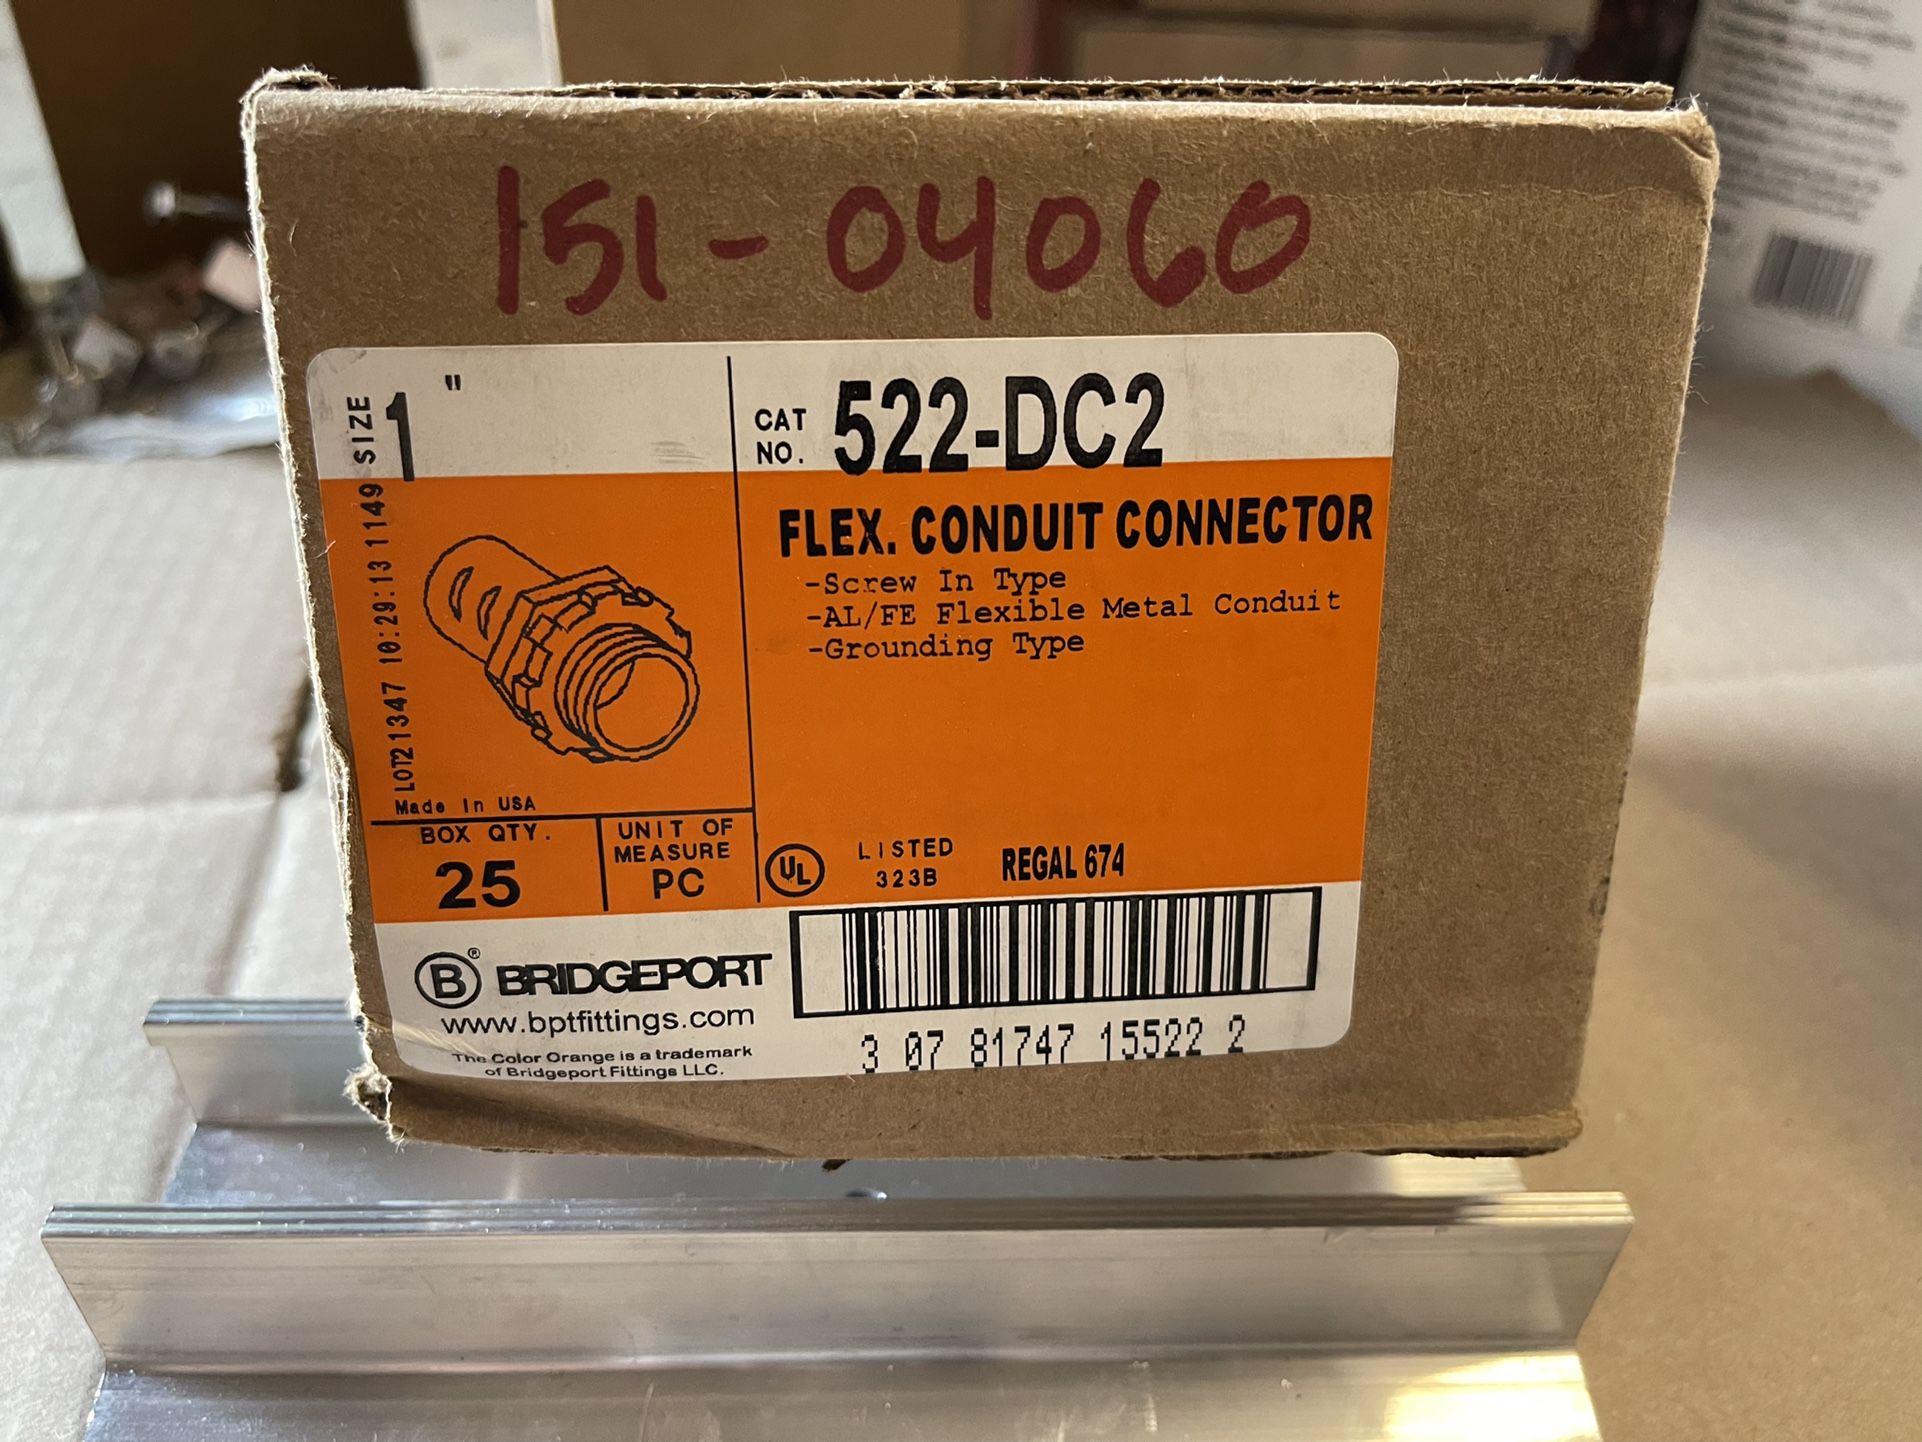 151-04060
SIZE 1"
CAT NO. 522-DC2
FLEX. CONDUIT CONNECTOR
-Screw In Type
-AL/FE Flexible Metal Conduit
-Grounding Type
LOT21347 10:29:13 1149
Made In USA
BOX QTY.
25
UNIT OF
MEASURE
PC
UL
LISTED
323B
REGAL 674
B® BRIDGEPORT
www.bptfittings.com
The Color Orange is a trademark
of Bridgeport Fittings LLC.
3 07 81747 15522 2